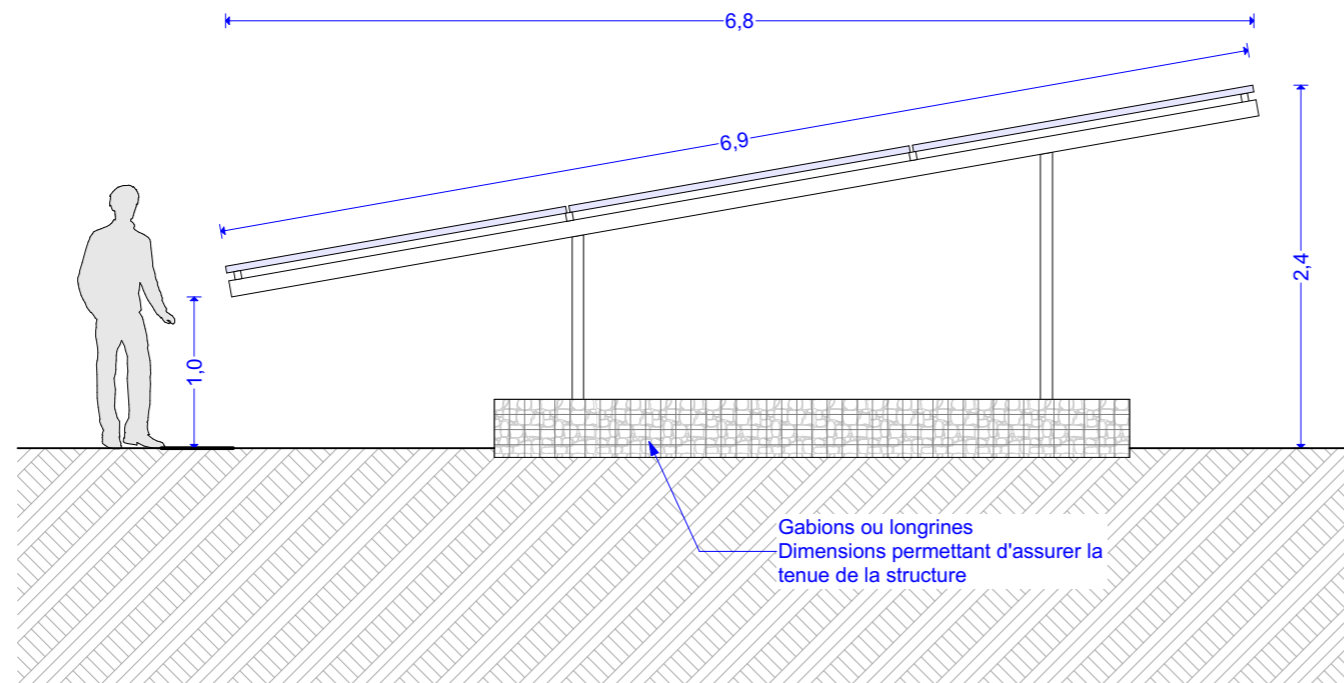 6,8
6,9
2,4
1,0
Gabions ou longrines
Dimensions permettant d'assurer la
tenue de la structure